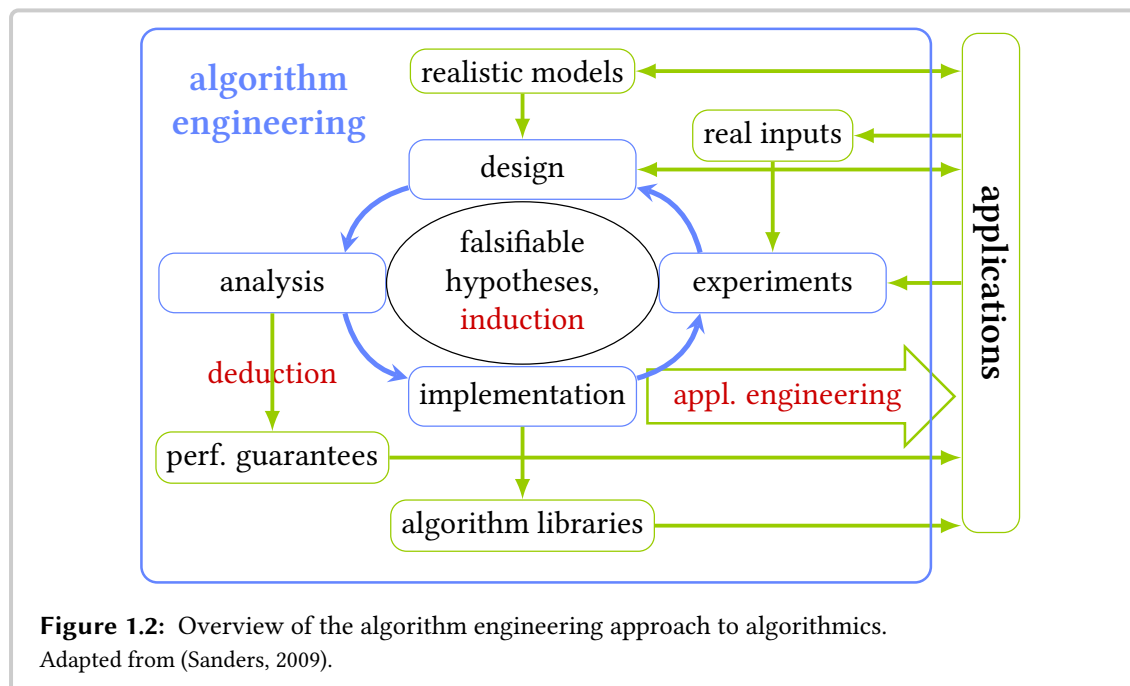 algorithm
engineering
realistic models
real inputs
design
falsifiable
hypotheses,
induction
analysis
experiments
applications
deduction
implementation
appl. engineering
perf. guarantees
algorithm libraries
Figure 1.2: Overview of the algorithm engineering approach to algorithmics.
Adapted from (Sanders, 2009).